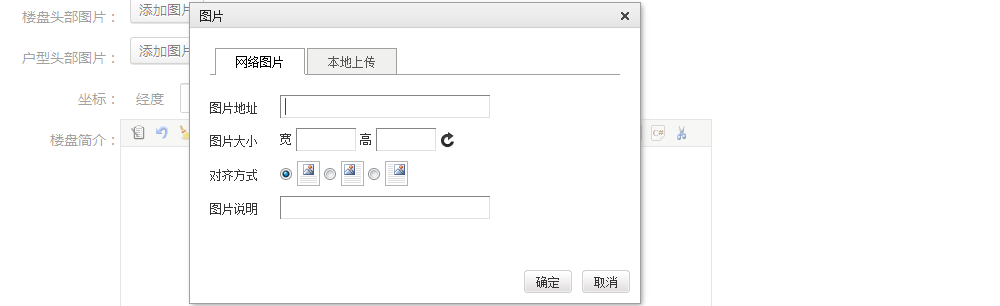 楼盘头部图片：
添加图片
户型头部图片：
添加图片
坐标：
经度
楼盘简介：
图片
网络图片
本地上传
图片地址
图片大小 宽 高
对齐方式
图片说明
确定
取消
C#